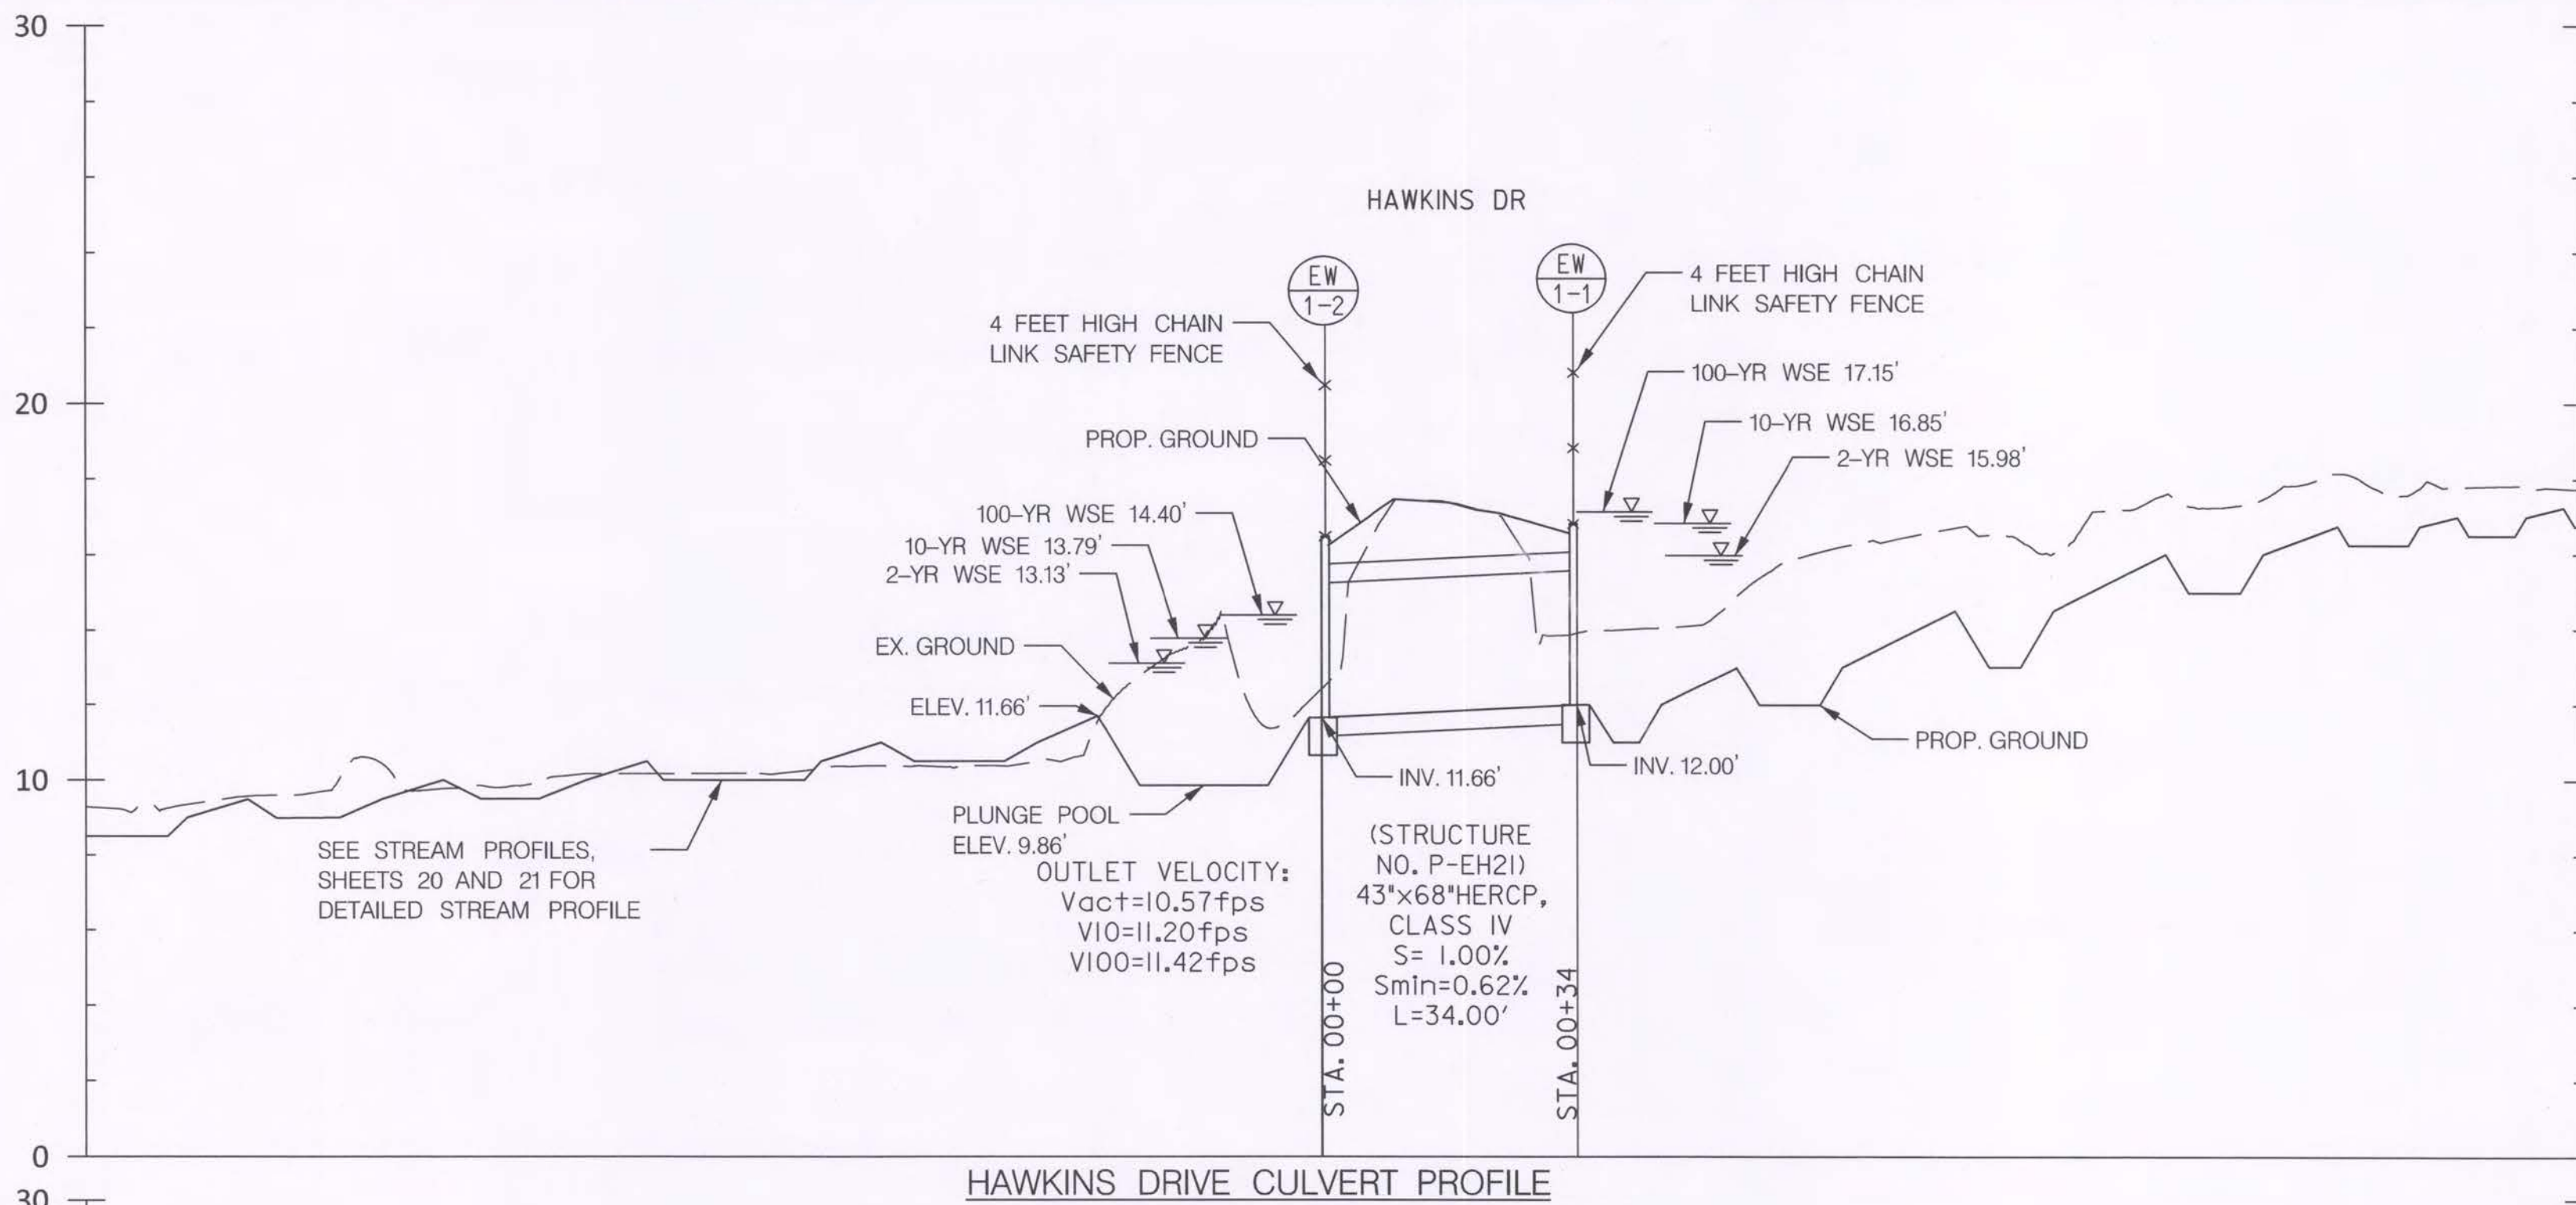 30
20
10
0
30
HAWKINS DR
EW
1-2
EW
1-1
4 FEET HIGH CHAIN
LINK SAFETY FENCE
4 FEET HIGH CHAIN
LINK SAFETY FENCE
100-YR WSE 17.15'
10-YR WSE 16.85'
2-YR WSE 15.98'
PROP. GROUND
100-YR WSE 14.40'
10-YR WSE 13.79'
2-YR WSE 13.13'
EX. GROUND
ELEV. 11.66'
PROP. GROUND
INV. 11.66'
INV. 12.00'
PLUNGE POOL
ELEV. 9.86'
SEE STREAM PROFILES,
SHEETS 20 AND 21 FOR
DETAILED STREAM PROFILE
OUTLET VELOCITY:
Vact=10.57fps
V10=11.20fps
V100=11.42fps
(STRUCTURE
NO. P-EH21)
43"x68"HERCP,
CLASS IV
S= 1.00%
Smin=0.62%
L=34.00'
STA. 00+00
STA. 00+34
HAWKINS DRIVE CULVERT PROFILE